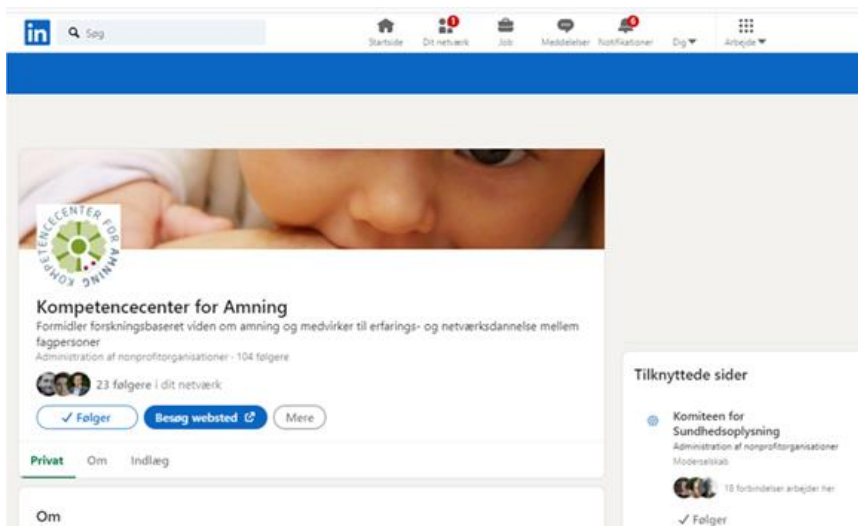 in
Søg
Startside
1
Dit netværk
Job
Meddelelser
6
Notifikationer
Dig
Arbejde
KOMPETENCECENTER FOR AMNING
Kompetencecenter for Amning
Formidler forskningsbaseret viden om amning og medvirker til erfarings- og netværksdannelse mellem
fagpersoner
Administration af nonprofitorganisationer · 104 følgere
23 følgere i dit netværk
Følger
Besøg websted
Mere
Privat Om Indlæg
Om
Tilknyttede sider
Komiteen for
Sundhedsoplysning
Administration af nonprofitorganisationer
Moderselskab
18 forbindelser arbejder her
Følger